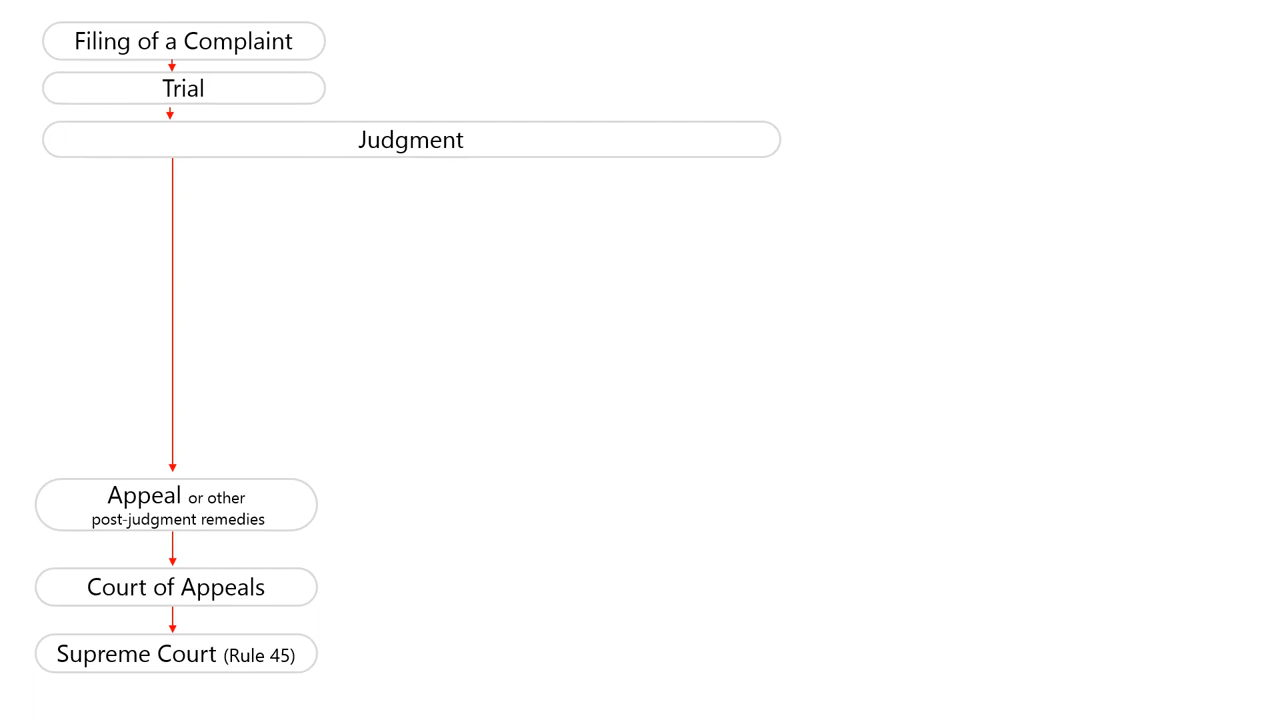 Filing of a Complaint
Trial
Judgment
Appeal or other
post-judgment remedies
Court of Appeals
Supreme Court (Rule 45)